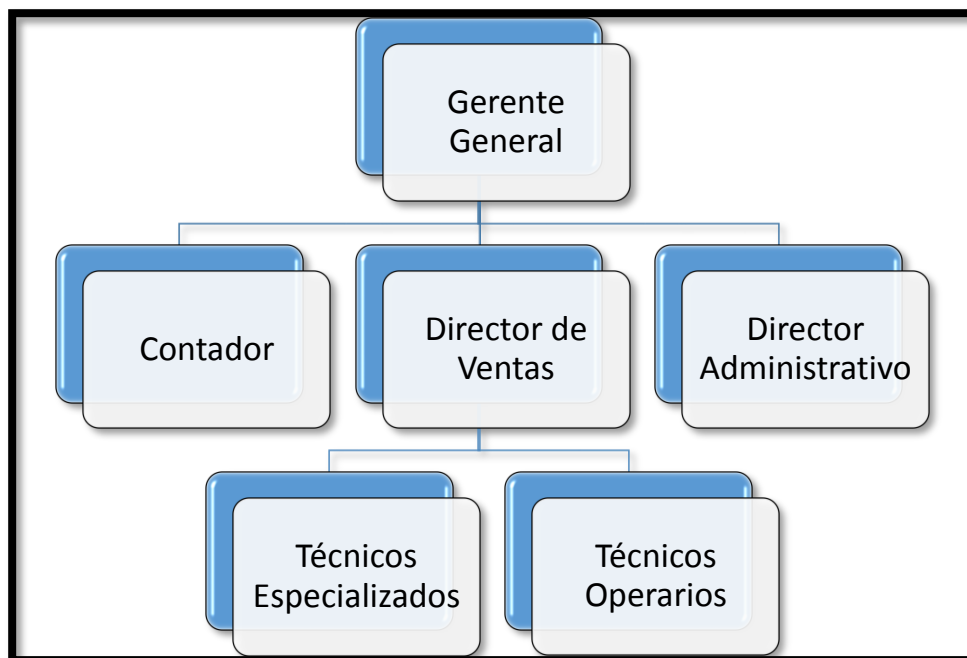 Gerente
General
Contador
Director de
Ventas
Director
Administrativo
Técnicos
Especializados
Técnicos
Operarios